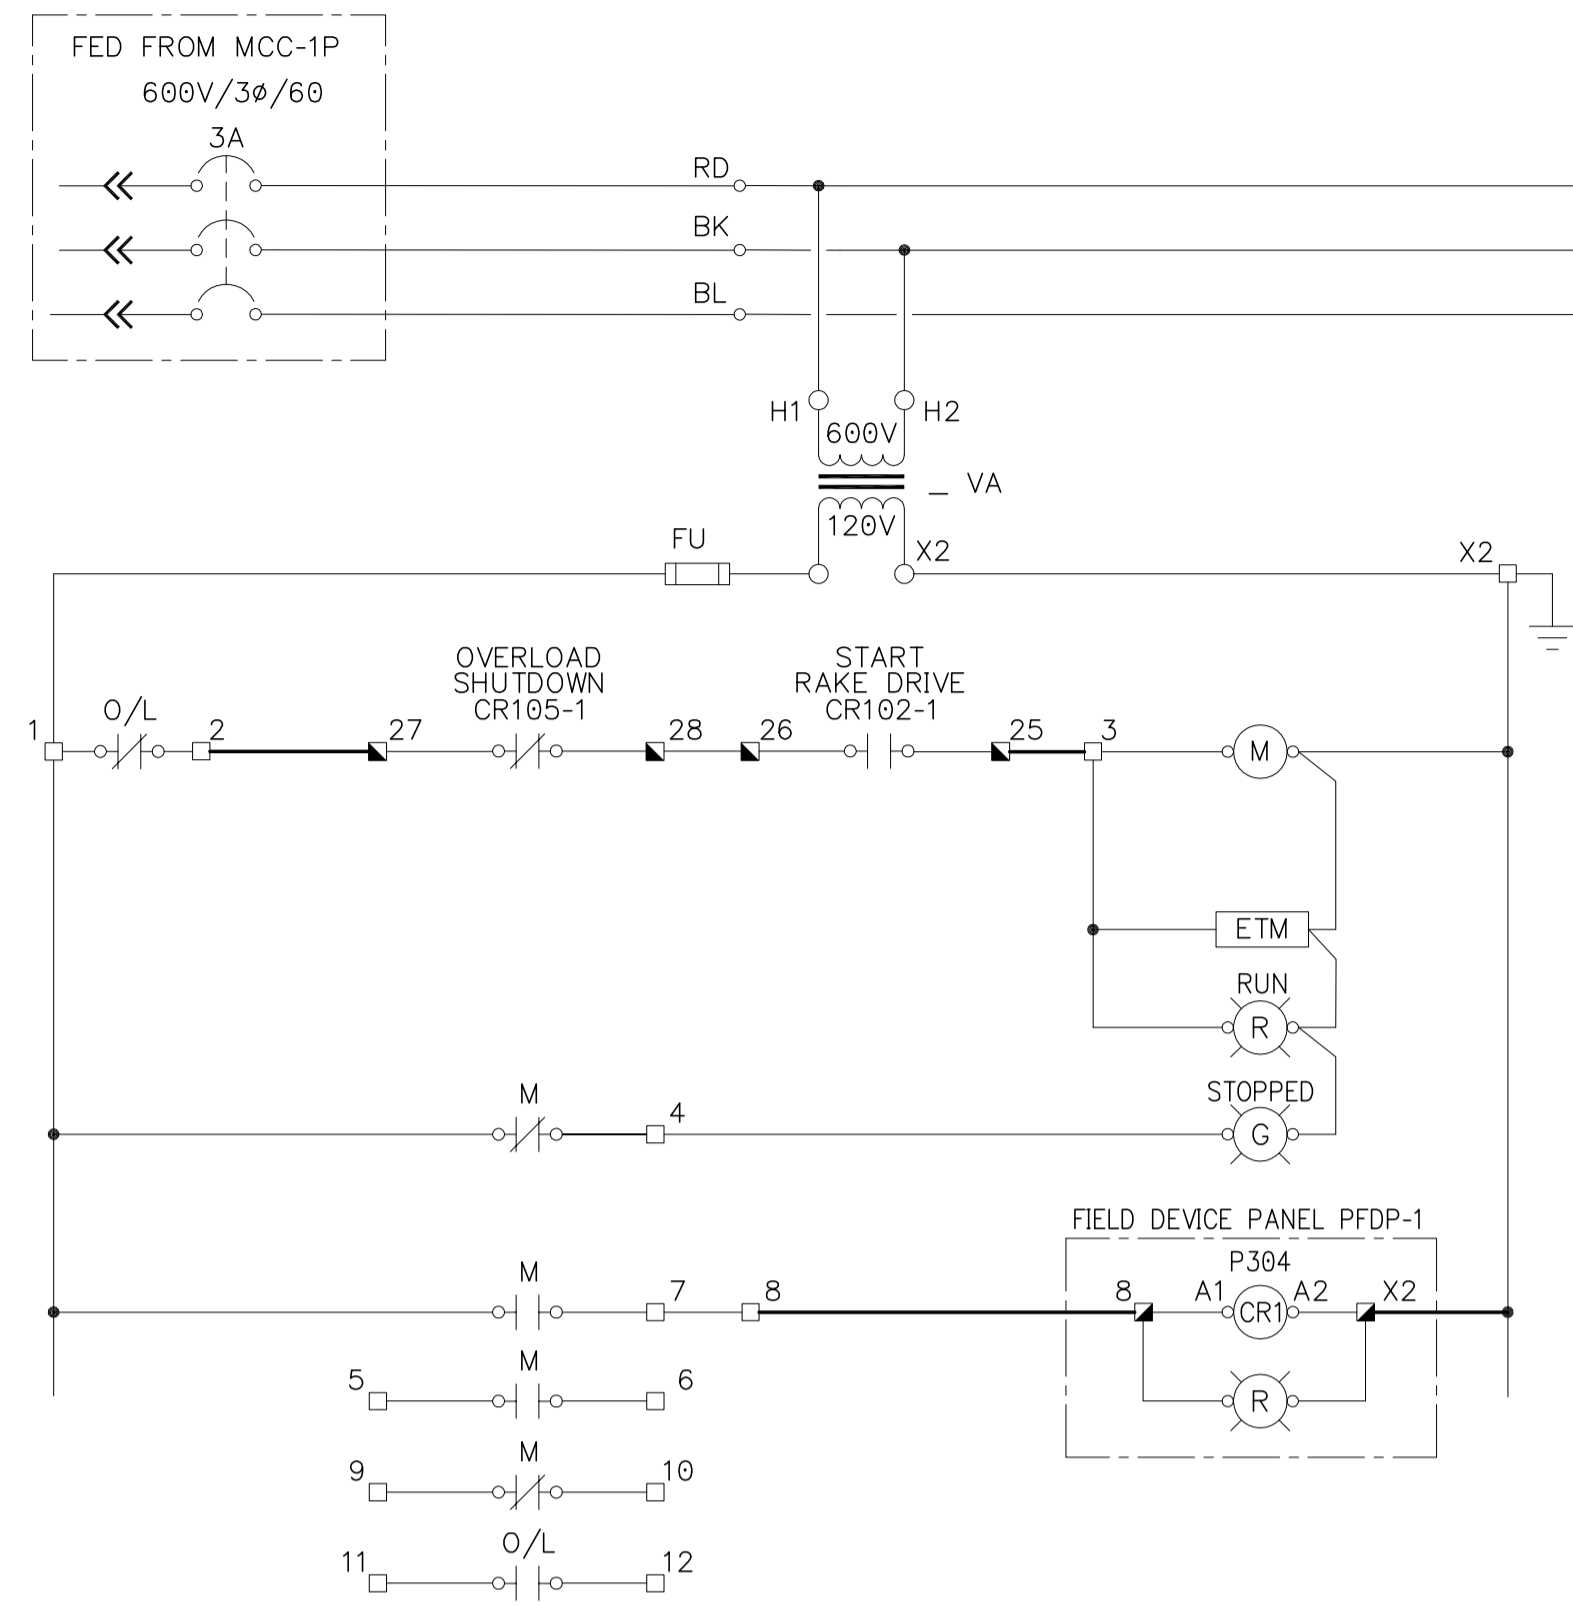 FED FROM MCC-1P
600V/3ø/60
3A
RD
BK
BL
H1
H2
600V
_ VA
120V
FU
X2
X2
OVERLOAD
SHUTDOWN
CR105-1
START
RAKE DRIVE
CR102-1
1
O/L
2
27
28
26
25
3
M
ETM
RUN
R
M
4
STOPPED
G
FIELD DEVICE PANEL PFDP-1
P304
M
7
8
8
A1
CR1
A2
X2
5
M
6
R
9
M
10
11
O/L
12